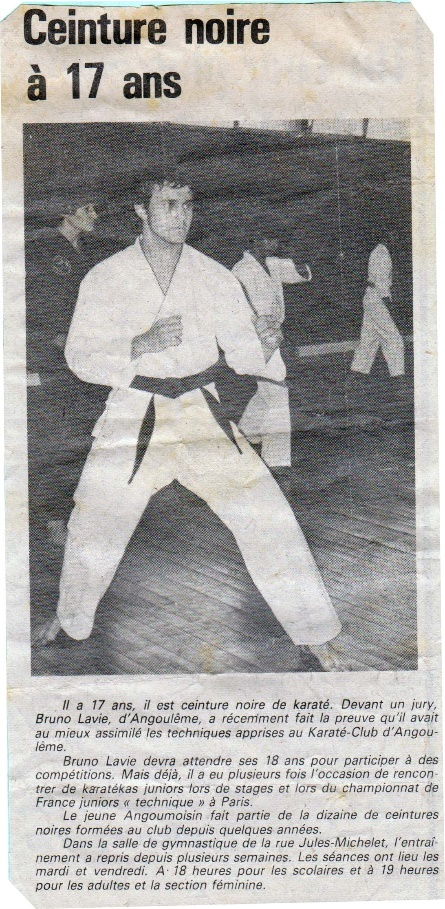 Ceinture noire
à 17 ans
Il a 17 ans, il est ceinture noire de karaté. Devant un jury,
Bruno Lavie, d'Angoulême, a récemment fait la preuve qu'il avait
au mieux assimilé les techniques apprises au Karaté-Club d'Angou-
lême.
Bruno Lavie devra attendre ses 18 ans pour participer à des
compétitions. Mais déjà, il a eu plusieurs fois l'occasion de rencon-
trer de karatékas juniors lors de stages et lors du championnat de
France juniors « technique » à Paris.
Le jeune Angoumoisin fait partie de la dizaine de ceintures
noires formées au club depuis quelques années.
Dans la salle de gymnastique de la rue Jules-Michelet, l'entraî-
nement a repris depuis plusieurs semaines. Les séances ont lieu les
mardi et vendredi. A 18 heures pour les scolaires et à 19 heures
pour les adultes et la section féminine.